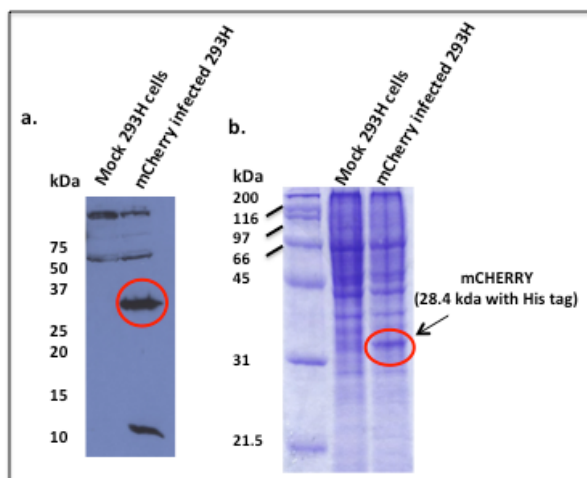 a.
Mock 293H cells
mCherry infected 293H
kDa
75
50
37
25
20
15
10
b.
Mock 293H cells
mCherry infected 293H
kDa
200
116
97
66
45
31
21.5
mCHERRY
(28.4 kda with His tag)